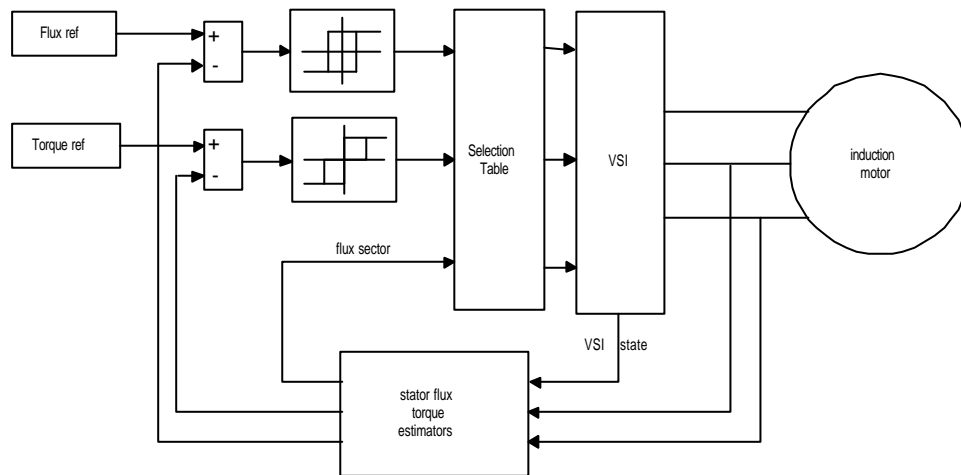 Flux ref
+
-
Torque ref
+
-
Selection
Table
VSI
induction
motor
flux sector
VSI state
stator flux
torque
estimators